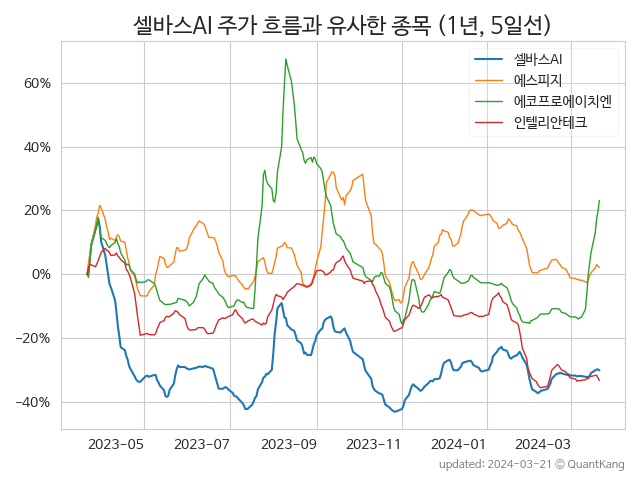 셀바스AI 주가 흐름과 유사한 종목 (1년, 5일선)
셀바스AI
에스피지
에코프로에이치엔
인텔리안테크
60%
40%
20%
0%
−20%
−40%
2023-05 2023-07 2023-09 2023-11 2024-01 2024-03
updated: 2024-03-21 © QuantKang